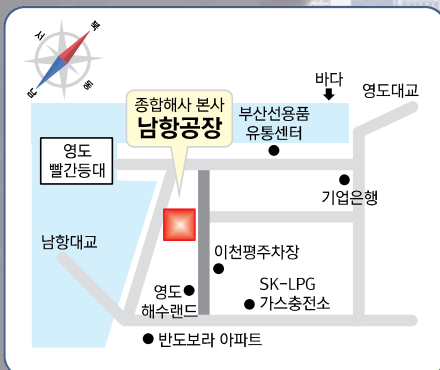 북
서
동
남
바다
영도대교
종합해사 본사
남항공장
부산선용품
유통센터
영도
빨간등대
기업은행
남항대교
이천평주차장
SK-LPG
가스충전소
영도
해수랜드
반도보라 아파트